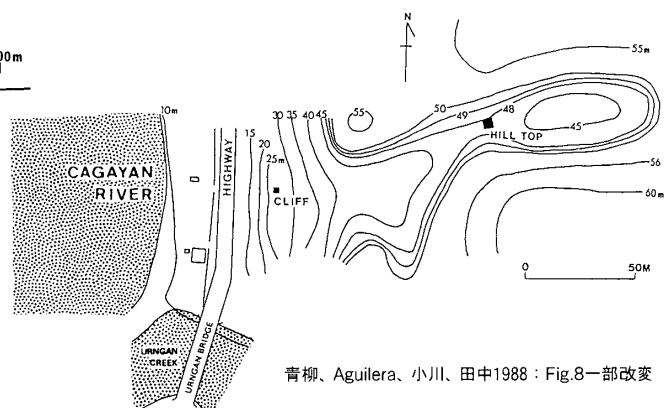 00m
N
55m
10m
30 35 40 45
55
50
49
48
45
HILL TOP
15
20
25m
CAGAYAN
RIVER
HIGHWAY
CLIFF
56
60m
0 50M
URNGAN
CREEK
URNGAN BRIDGE
青柳、Aguilera、小川、田中1988：Fig.8一部改変